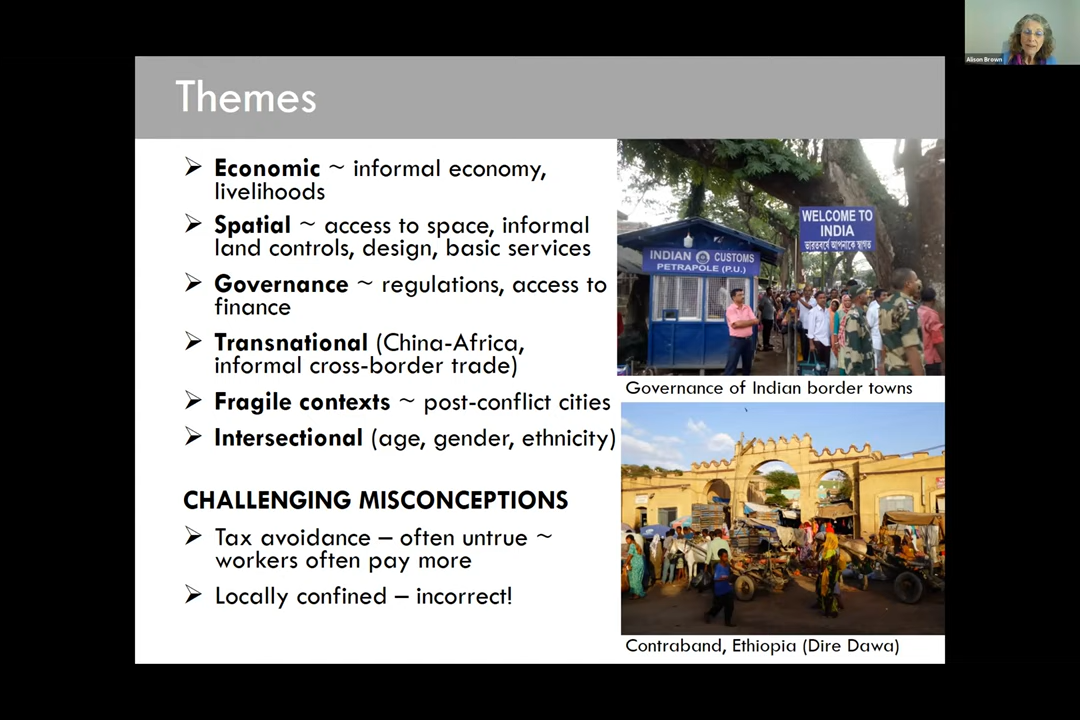 Themes
➢ Economic ~ informal economy,
livelihoods
➢ Spatial ~ access to space, informal
land controls, design, basic services
➢ Governance ~ regulations, access to
finance
➢ Transnational (China-Africa,
informal cross-border trade)
➢ Fragile contexts ~ post-conflict cities
➢ Intersectional (age, gender, ethnicity)
CHALLENGING MISCONCEPTIONS
➢ Tax avoidance – often untrue ~
workers often pay more
➢ Locally confined – incorrect!
WELCOME TO
INDIA
ভারতবর্ষে আপনাকে স্বাগত
INDIAN CUSTOMS
PETRAPOLE (P.U.)
Governance of Indian border towns
Contraband, Ethiopia (Dire Dawa)
Alison Brown